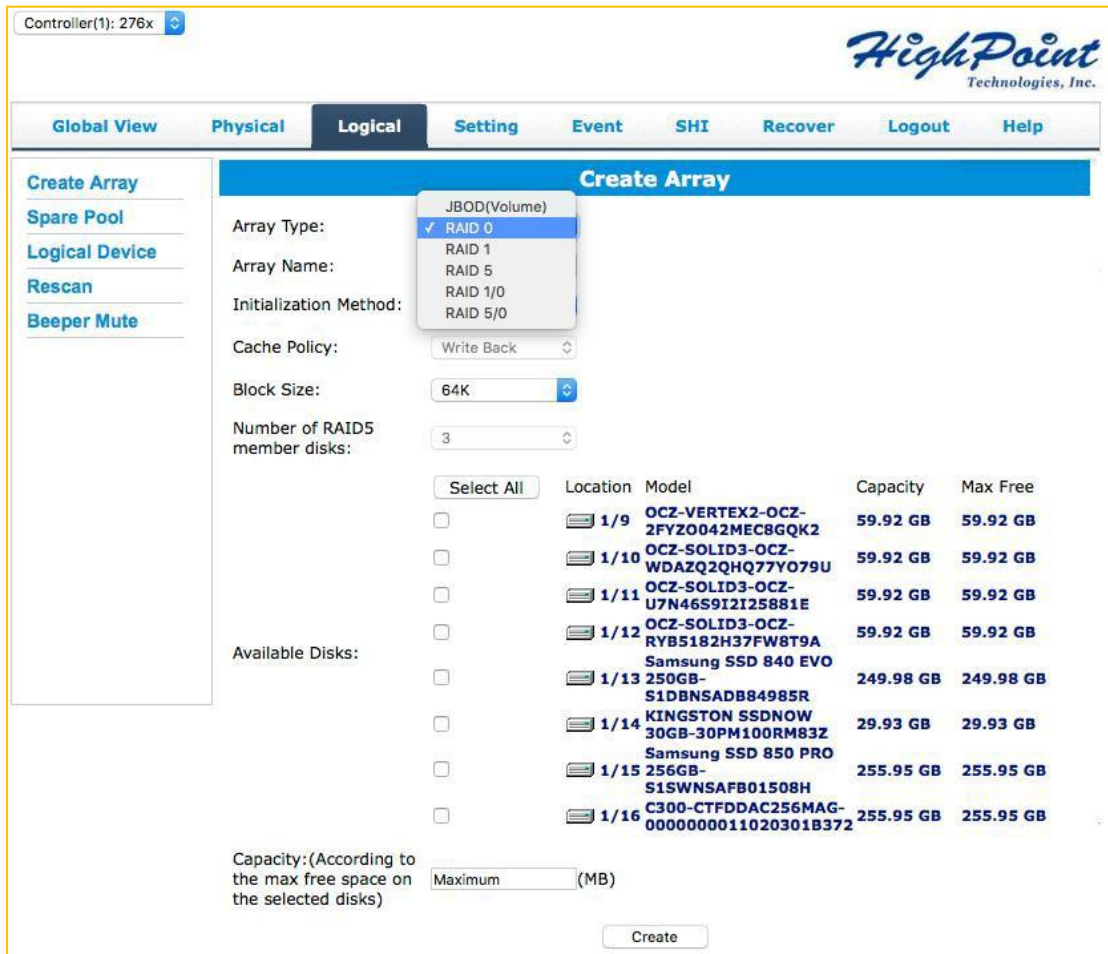 Controller(1): 276x
HighPoint
Technologies, Inc.
Global View Physical Logical Setting Event SHI Recover Logout Help
Create Array
Spare Pool
Logical Device
Rescan
Beeper Mute
Create Array
Array Type:
JBOD(Volume)
✓ RAID 0
RAID 1
RAID 5
RAID 1/0
RAID 5/0
Array Name:
Initialization Method:
Cache Policy: Write Back
Block Size: 64K
Number of RAID5
member disks: 3
Select All Location Model Capacity Max Free
Available Disks:
1/9 OCZ-VERTEX2-OCZ-
2FYZO042MEC8GQK2 59.92 GB 59.92 GB
1/10 OCZ-SOLID3-OCZ-
WDAZQ2QHQ77YO79U 59.92 GB 59.92 GB
1/11 OCZ-SOLID3-OCZ-
U7N46S9I2I25881E 59.92 GB 59.92 GB
1/12 OCZ-SOLID3-OCZ-
RYB5182H37FW8T9A 59.92 GB 59.92 GB
1/13 Samsung SSD 840 EVO
250GB-
S1DBNSADB84985R 249.98 GB 249.98 GB
1/14 KINGSTON SSDNOW
30GB-30PM100RM83Z 29.93 GB 29.93 GB
1/15 Samsung SSD 850 PRO
256GB-
S1SWNSAFB01508H 255.95 GB 255.95 GB
1/16 C300-CTFDDAC256MAG-
0000000011020301B372 255.95 GB 255.95 GB
Capacity:(According to
the max free space on
the selected disks) Maximum (MB)
Create